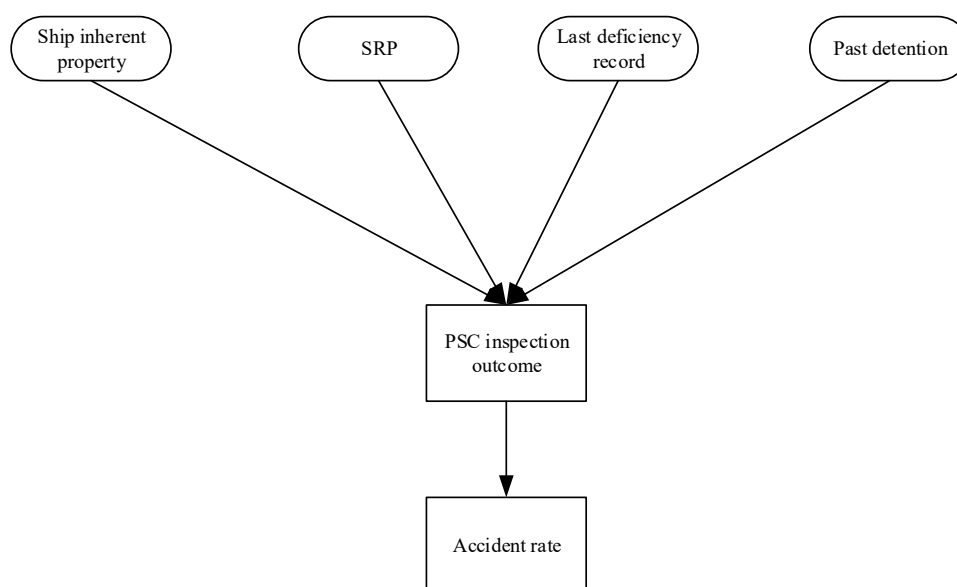 Ship inherent
property
SRP
Last deficiency
record
Past detention
PSC inspection
outcome
Accident rate